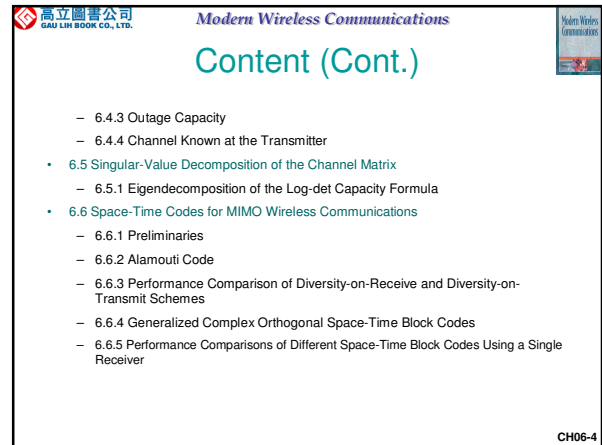 高立圖書公司
GAU LIH BOOK CO., LTD.
Modern Wireless Communications
Modern Wireless
Communications
Content (Cont.)
– 6.4.3 Outage Capacity
– 6.4.4 Channel Known at the Transmitter
• 6.5 Singular-Value Decomposition of the Channel Matrix
– 6.5.1 Eigendecomposition of the Log-det Capacity Formula
• 6.6 Space-Time Codes for MIMO Wireless Communications
– 6.6.1 Preliminaries
– 6.6.2 Alamouti Code
– 6.6.3 Performance Comparison of Diversity-on-Receive and Diversity-on-
Transmit Schemes
– 6.6.4 Generalized Complex Orthogonal Space-Time Block Codes
– 6.6.5 Performance Comparisons of Different Space-Time Block Codes Using a Single
Receiver
CH06-4